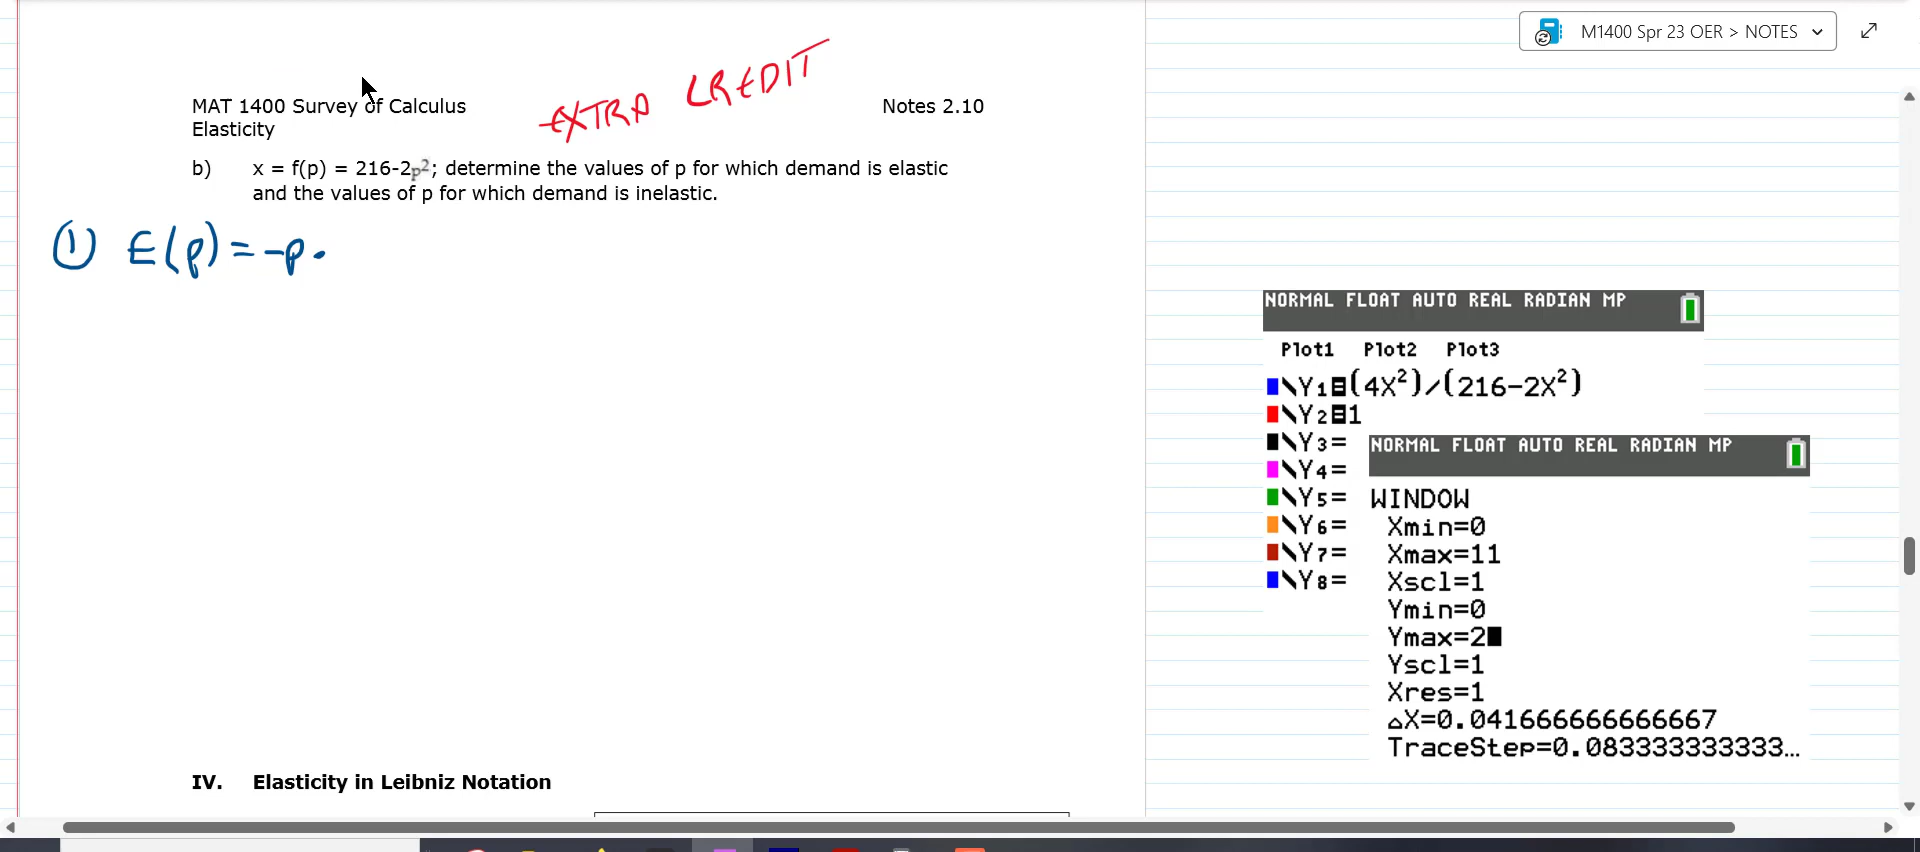 M1400 Spr 23 OER > NOTES
EXTRA CREDIT
MAT 1400 Survey of Calculus
Notes 2.10
Elasticity
b) x = f(p) = 216-2p²; determine the values of p for which demand is elastic
and the values of p for which demand is inelastic.
① E(p) = -p·
NORMAL FLOAT AUTO REAL RADIAN MP
Plot1 Plot2 Plot3
\Y1=(4X²)/(216-2X²)
\Y2=1
\Y3=
\Y4=
\Y5=
\Y6=
\Y7=
\Y8=
NORMAL FLOAT AUTO REAL RADIAN MP
WINDOW
Xmin=0
Xmax=11
Xscl=1
Ymin=0
Ymax=2
Yscl=1
Xres=1
△X=0.041666666666667
TraceStep=0.083333333333…
IV. Elasticity in Leibniz Notation